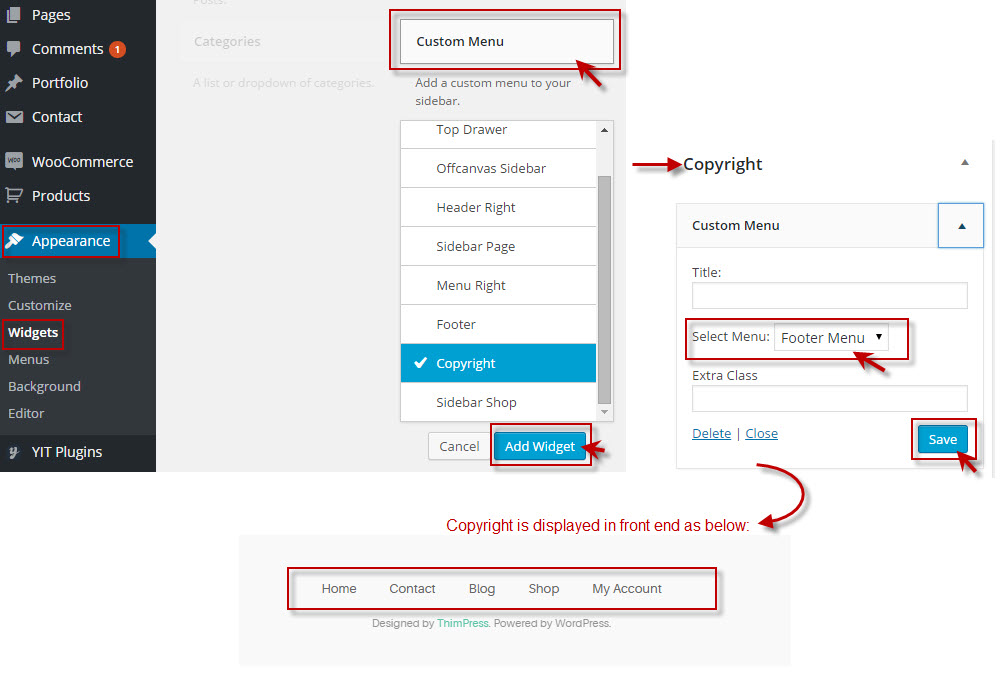 Pages
Comments 1
Portfolio
Contact
WOO WooCommerce
Products
Appearance
Themes
Customize
Widgets
Menus
Background
Editor
YIT Plugins
Posts.
Categories
A list or dropdown of categories.
Custom Menu
Add a custom menu to your
sidebar.
Top Drawer
Offcanvas Sidebar
Header Right
Sidebar Page
Menu Right
Footer
Copyright
Sidebar Shop
Cancel Add Widget
Copyright
Custom Menu
Title:
Select Menu: Footer Menu
Extra Class
Delete | Close Save
Copyright is displayed in front end as below:
Home Contact Blog Shop My Account
Designed by ThimPress. Powered by WordPress.